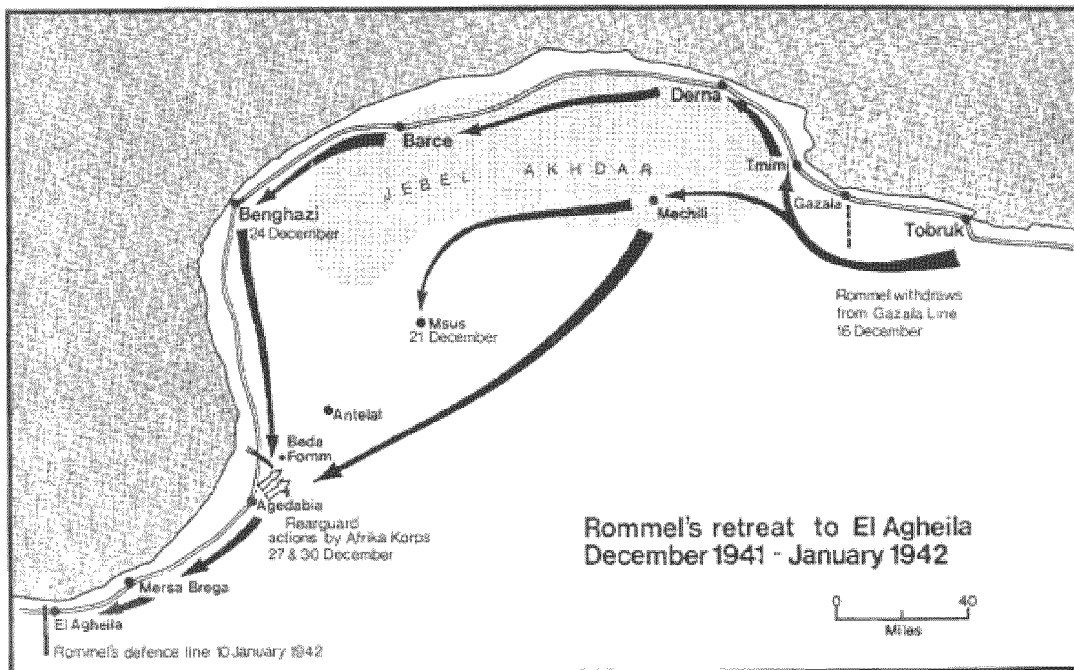 Derna
Barce
JEBEL AKHDAR
Tmimi
Gazala
Mechili
Tobruk
Benghazi
24 December
Rommel withdraws
from Gazala Line
16 December
Msus
21 December
Antelat
Beda
Fomm
Agedabia
Rearguard
actions by Afrika Korps
27 & 30 December
Rommel's retreat to El Agheila
December 1941 - January 1942
Mersa Brega
0 40
Miles
El Agheila
Rommel's defence line 10 January 1942